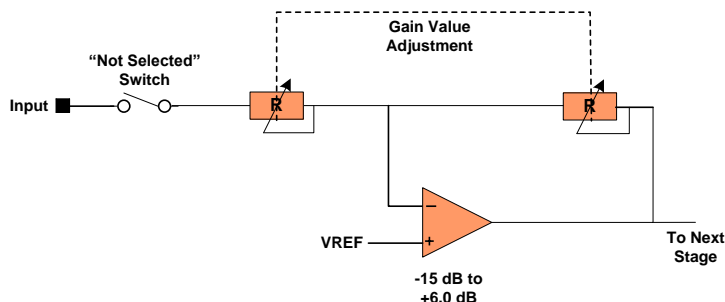 Gain Value
Adjustment
“Not Selected”
Switch
Input
R
R
−
+
VREF
To Next
Stage
-15 dB to
+6.0 dB